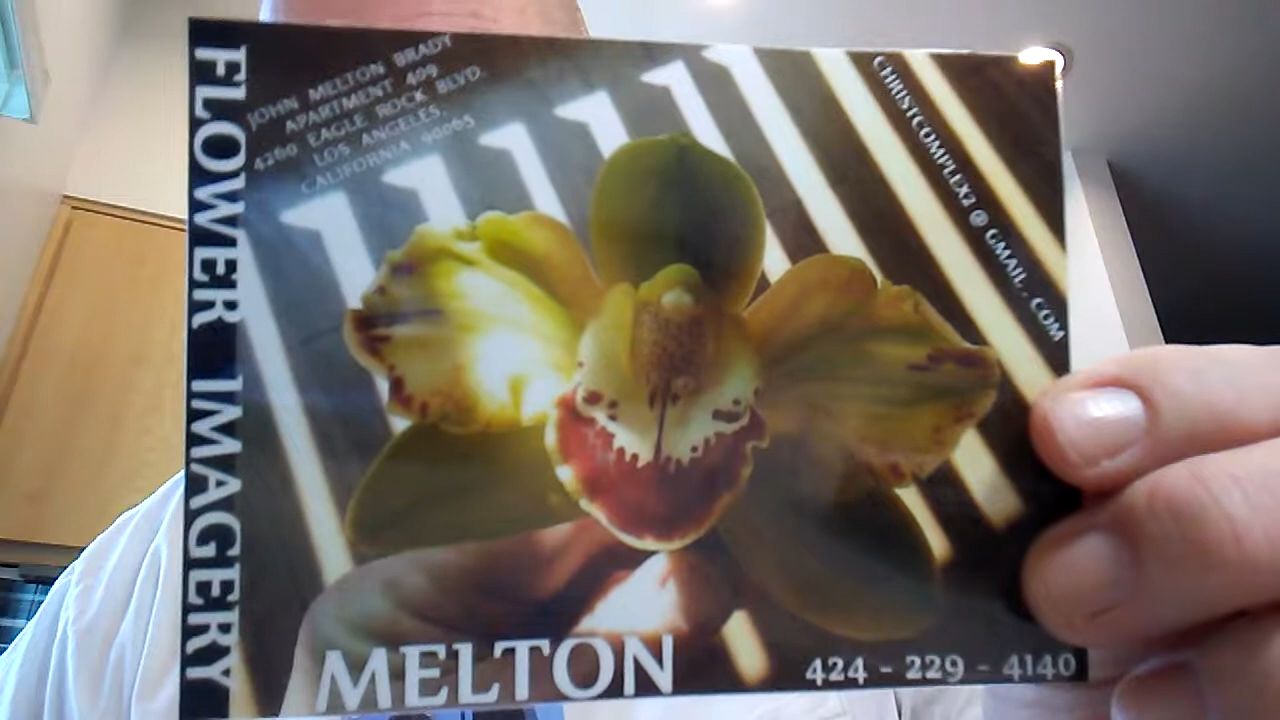 FLOWER IMAGERY
JOHN MELTON BRADY
APARTMENT 409
4260 EAGLE ROCK BLVD.
LOS ANGELES,
CALIFORNIA 90065
CHRISTCOMPLEX2 @ GMAIL . COM
MELTON
424 - 229 - 4140